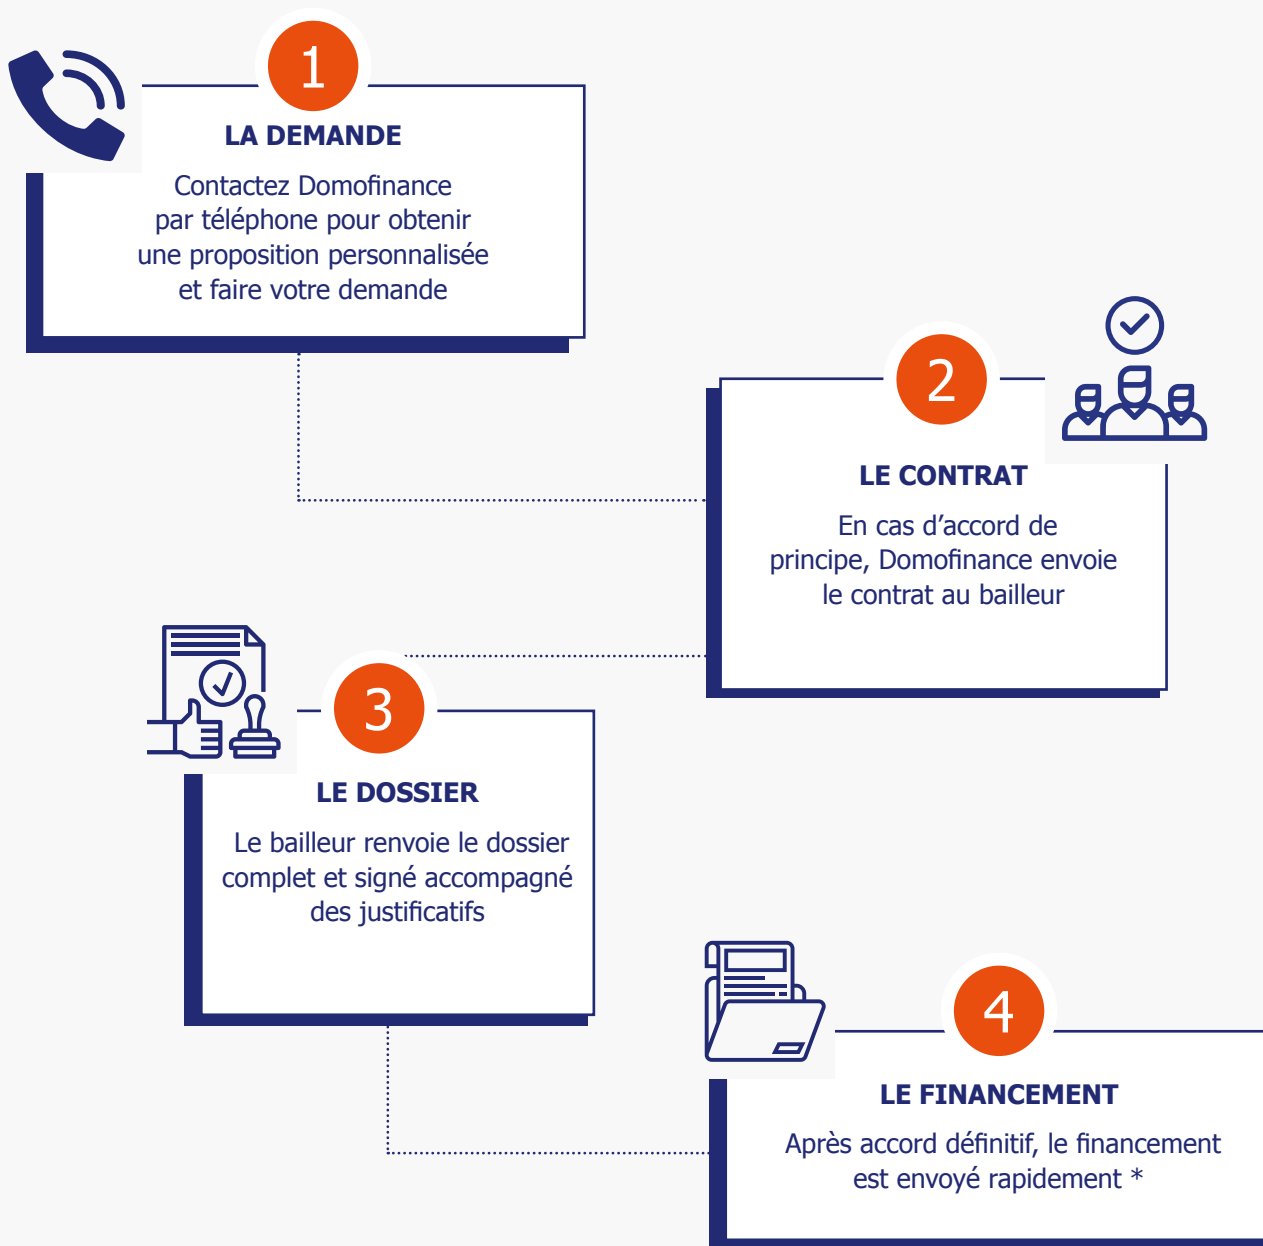 1
LA DEMANDE
Contactez Domofinance
par téléphone pour obtenir
une proposition personnalisée
et faire votre demande
2
LE CONTRAT
En cas d’accord de
principe, Domofinance envoie
le contrat au bailleur
3
LE DOSSIER
Le bailleur renvoie le dossier
complet et signé accompagné
des justificatifs
4
LE FINANCEMENT
Après accord définitif, le financement
est envoyé rapidement *